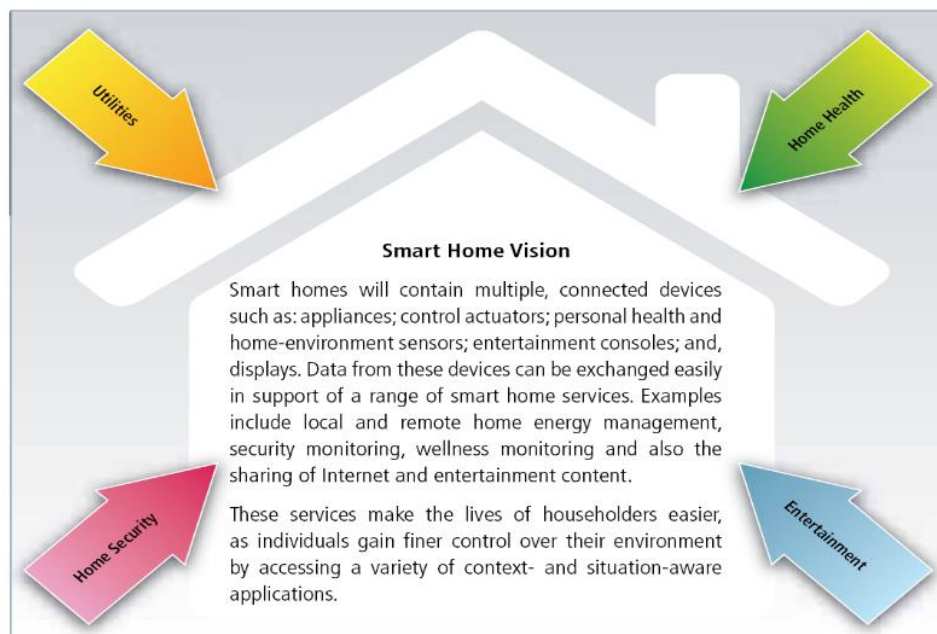 Utilities
Home Health
Smart Home Vision
Smart homes will contain multiple, connected devices
such as: appliances; control actuators; personal health and
home-environment sensors; entertainment consoles; and,
displays. Data from these devices can be exchanged easily
in support of a range of smart home services. Examples
include local and remote home energy management,
security monitoring, wellness monitoring and also the
sharing of Internet and entertainment content.
These services make the lives of householders easier,
as individuals gain finer control over their environment
by accessing a variety of context- and situation-aware
applications.
Home Security
Entertainment